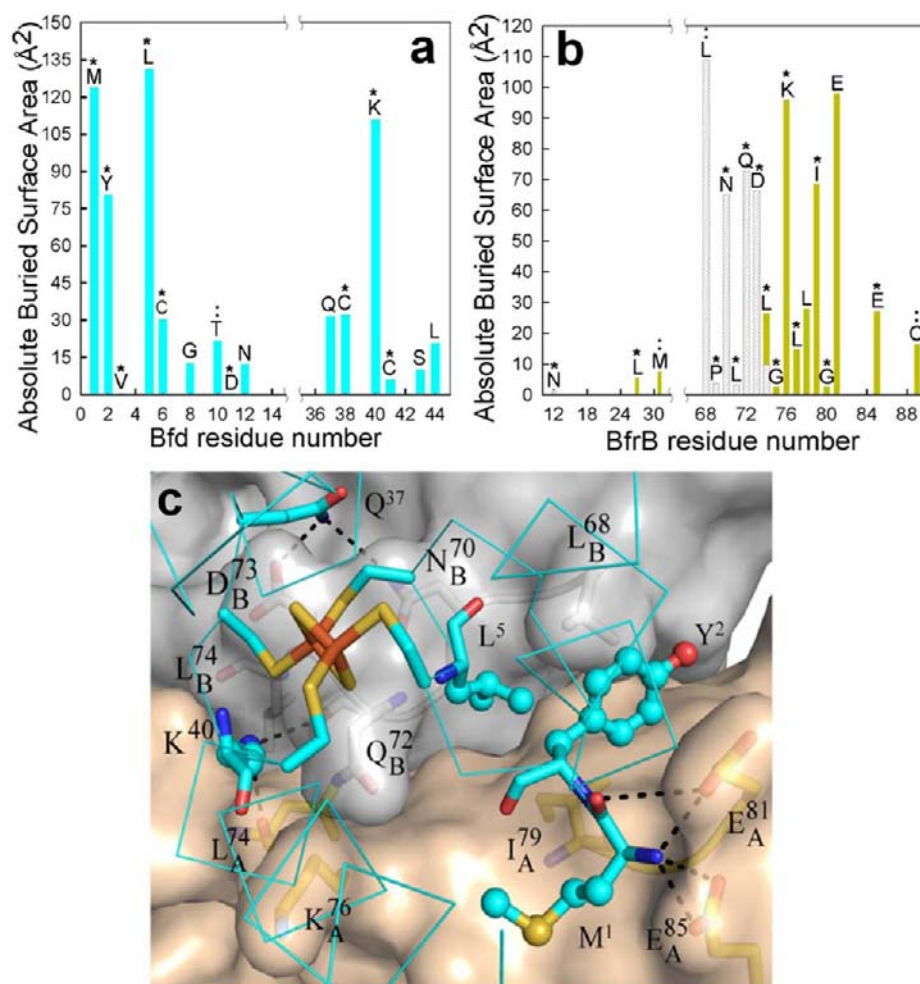 a
Absolute Buried Surface Area (Å2)
150
135
120
105
90
75
60
45
30
15
0
* M
* Y
* V
* L
* C
G
: T
* D
N
Q
* C
* K
* C
S
L
0 2 4 6 8 10 12 14 36 38 40 42 44
Bfd residue number
b
Absolute Buried Surface Area (Å2)
120
110
100
90
80
70
60
50
40
30
20
10
0
* N
* L
: M
: L
* P
* N
* L
* Q
* D
* L
* G
* K
* L
L
* I
* G
E
* E
12 18 24 30 68 72 76 80 84 88
BfrB residue number
c
Q37
D73B
N70B
L68B
L5
Y2
L74B
K40
Q72B
L74A
I79A
E81A
K76A
M1
E85A